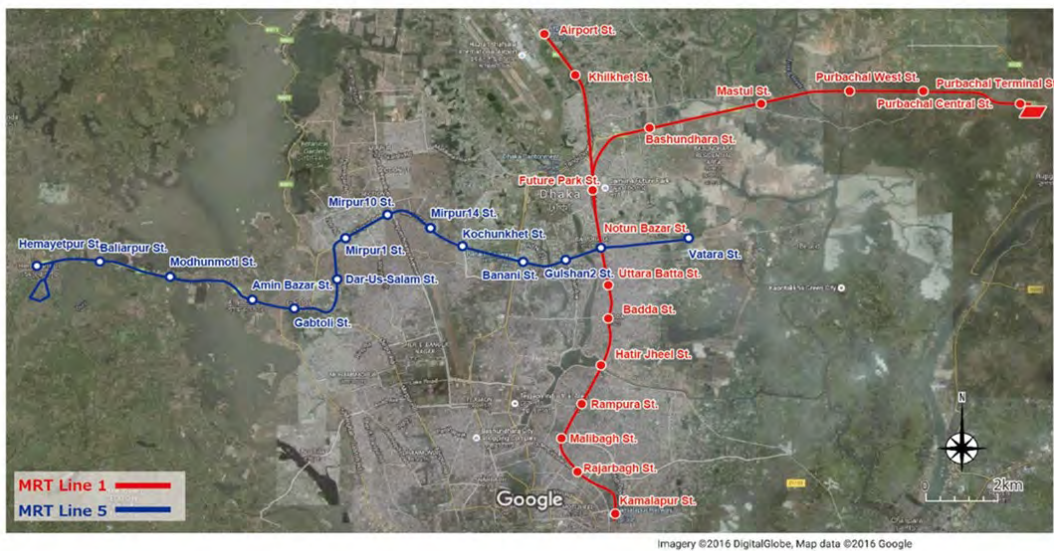 Airport St.
Khilkhet St.
Purbachal West St.
Purbachal Terminal S
Mastul St.
Purbachal Central St.
Bashundhara St.
Future Park St.
Dhaka
Mirpur10 St.
Mirpur14 St.
Notun Bazar St.
Kochunkhet St.
Hemayetpur St.
Baliarpur St.
Mirpur1 St.
Vatara St.
Modhunmoti St.
Banani St.
Gulshan2 St.
Uttara Batta St.
Amin Bazar St.
Dar-Us-Salam St.
Gabtoli St.
Badda St.
Hatir Jheel St.
Rampura St.
N
Malibagh St.
Rajarbagh St.
MRT Line 1
MRT Line 5
Google
Kamalapur St.
0 2km
Imagery ©2016 DigitalGlobe, Map data ©2016 Google